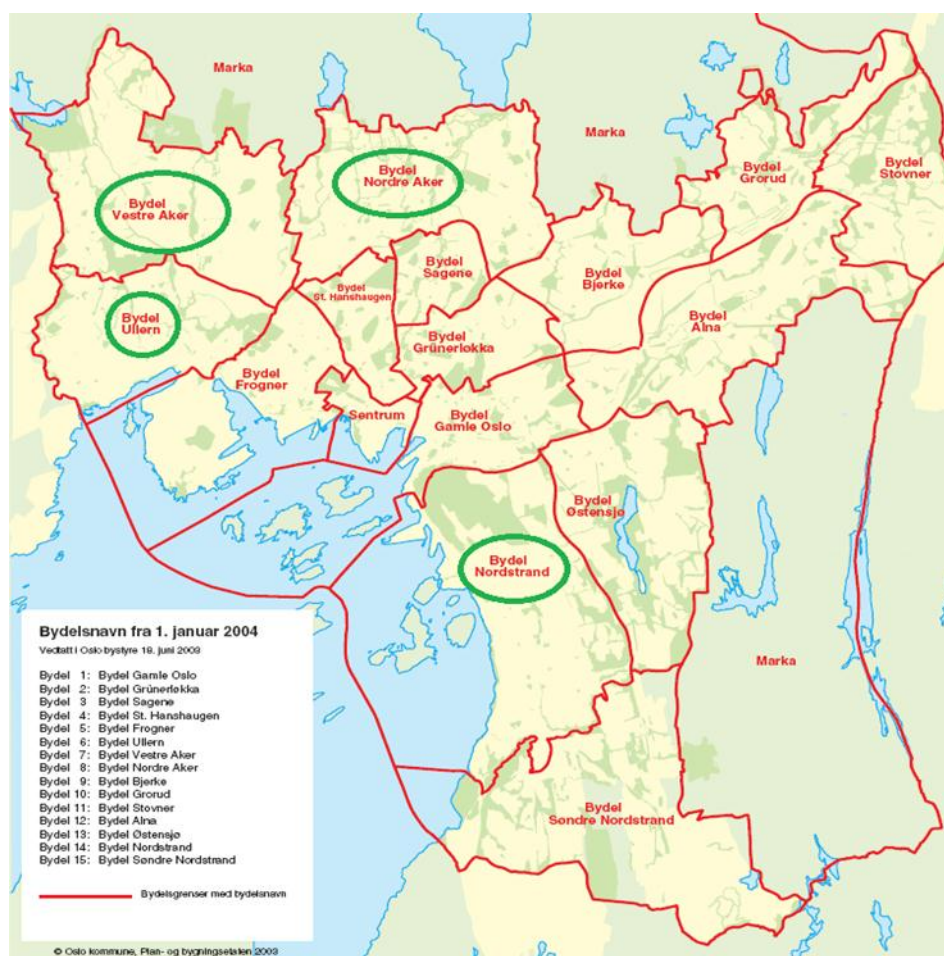 Marka
Marka
Bydel
Nordre Aker
Bydel
Grorud
Bydel
Stovner
Bydel
Vestre Aker
Bydel
Sagene
Bydel
St. Hanshaugen
Bydel
Bjerke
Bydel
Ullern
Bydel
Alna
Bydel
Grünerløkka
Bydel
Frogner
Sentrum
Bydel
Gamle Oslo
Bydel
Østensjø
Bydel
Nordstrand
Marka
Bydel
Søndre Nordstrand
Bydelsnavn fra 1. januar 2004
Vedtatt i Oslo bystyre 18. juni 2003
Bydel 1: Bydel Gamle Oslo
Bydel 2: Bydel Grünerløkka
Bydel 3 Bydel Sagene
Bydel 4: Bydel St. Hanshaugen
Bydel 5: Bydel Frogner
Bydel 6: Bydel Ullern
Bydel 7: Bydel Vestre Aker
Bydel 8: Bydel Nordre Aker
Bydel 9: Bydel Bjerke
Bydel 10: Bydel Grorud
Bydel 11: Bydel Stovner
Bydel 12: Bydel Alna
Bydel 13: Bydel Østensjø
Bydel 14: Bydel Nordstrand
Bydel 15: Bydel Søndre Nordstrand
Bydelsgrenser med bydelsnavn
© Oslo kommune, Plan- og bygningsetaten 2003